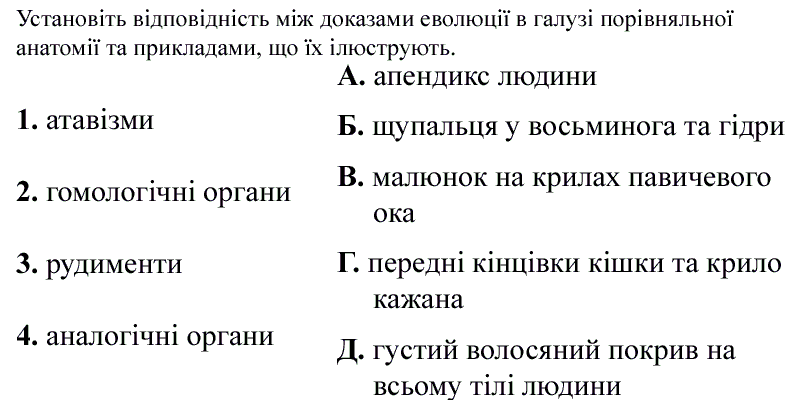 Установіть відповідність між доказами еволюції в галузі порівняльної
анатомії та прикладами, що їх ілюструють.
1. атавізми
2. гомологічні органи
3. рудименти
4. аналогічні органи
А. апендикс людини
Б. щупальця у восьминога та гідри
В. малюнок на крилах павичевого
ока
Г. передні кінцівки кішки та крило
кажана
Д. густий волосяний покрив на
всьому тілі людини